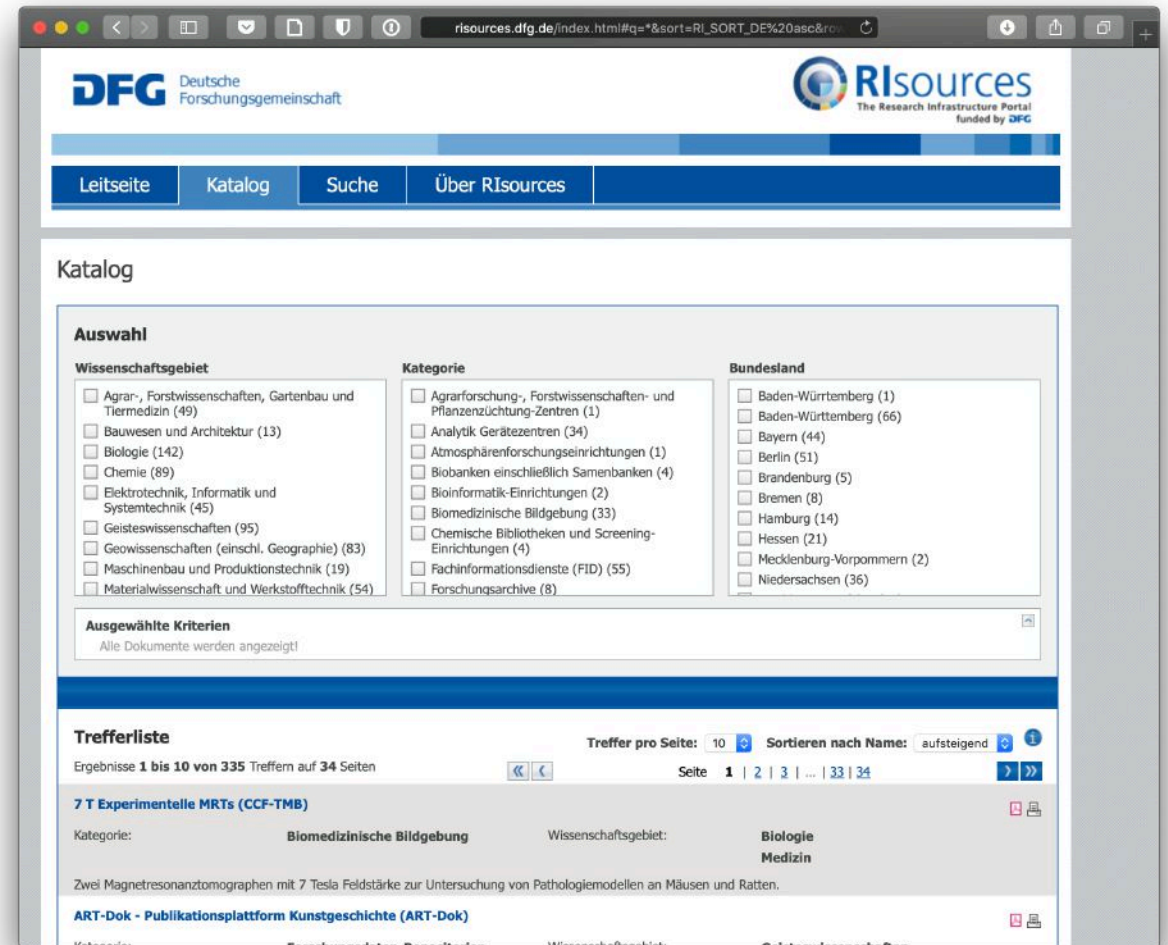 risources.dfg.de/index.html#q=*&sort=RI_SORT_DE%20asc&row
DFG Deutsche
Forschungsgemeinschaft
RIsources
The Research Infrastructure Portal
funded by DFG
Leitseite Katalog Suche Über RIsources
Katalog
Auswahl
Wissenschaftsgebiet
Agrar-, Forstwissenschaften, Gartenbau und
Tiermedizin (49)
Bauwesen und Architektur (13)
Biologie (142)
Chemie (89)
Elektrotechnik, Informatik und
Systemtechnik (45)
Geisteswissenschaften (95)
Geowissenschaften (einschl. Geographie) (83)
Maschinenbau und Produktionstechnik (19)
Materialwissenschaft und Werkstofftechnik (54)
Kategorie
Agrarforschung-, Forstwissenschaften- und
Pflanzenzüchtung-Zentren (1)
Analytik Gerätezentren (34)
Atmosphärenforschungseinrichtungen (1)
Biobanken einschließlich Samenbanken (4)
Bioinformatik-Einrichtungen (2)
Biomedizinische Bildgebung (33)
Chemische Bibliotheken und Screening-
Einrichtungen (4)
Fachinformationsdienste (FID) (55)
Forschungsarchive (8)
Bundesland
Baden-Würrtemberg (1)
Baden-Württemberg (66)
Bayern (44)
Berlin (51)
Brandenburg (5)
Bremen (8)
Hamburg (14)
Hessen (21)
Mecklenburg-Vorpommern (2)
Niedersachsen (36)
Ausgewählte Kriterien
Alle Dokumente werden angezeigt!
Trefferliste
Treffer pro Seite: 10 Sortieren nach Name: aufsteigend
Ergebnisse 1 bis 10 von 335 Treffern auf 34 Seiten
Seite 1 | 2 | 3 | ... | 33 | 34
7 T Experimentelle MRTs (CCF-TMB)
Kategorie: Biomedizinische Bildgebung Wissenschaftsgebiet: Biologie
Medizin
Zwei Magnetresonanztomographen mit 7 Tesla Feldstärke zur Untersuchung von Pathologiemodellen an Mäusen und Ratten.
ART-Dok - Publikationsplattform Kunstgeschichte (ART-Dok)